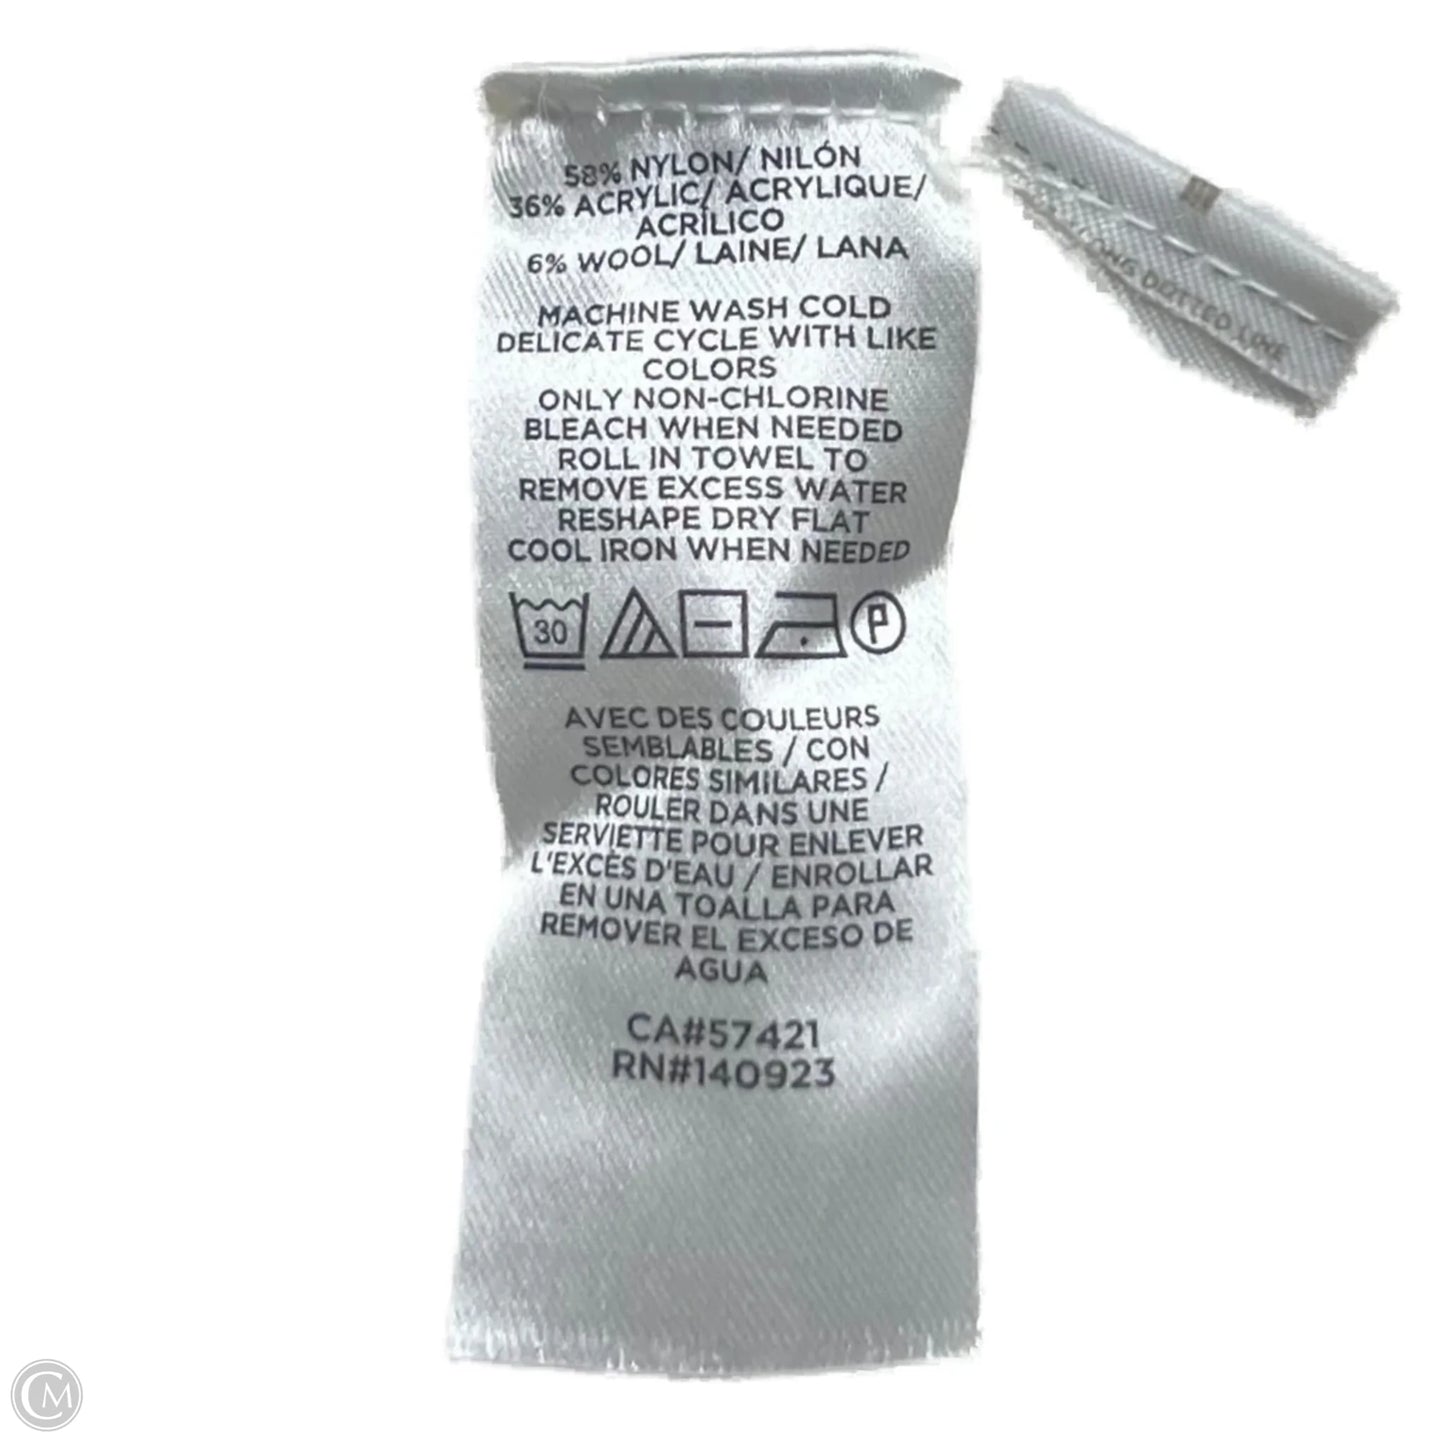 58% NYLON/ NILÓN
36% ACRYLIC/ ACRYLIQUE/
ACRÍLICO
6% WOOL/ LAINE/ LANA
MACHINE WASH COLD
DELICATE CYCLE WITH LIKE
COLORS
ONLY NON-CHLORINE
BLEACH WHEN NEEDED
ROLL IN TOWEL TO
REMOVE EXCESS WATER
RESHAPE DRY FLAT
COOL IRON WHEN NEEDED
30
P
AVEC DES COULEURS
SEMBLABLES / CON
COLORES SIMILARES /
ROULER DANS UNE
SERVIETTE POUR ENLEVER
L'EXCÈS D'EAU / ENROLLAR
EN UNA TOALLA PARA
REMOVER EL EXCESO DE
AGUA
CA#57421
RN#140923
DOTTED LINE
CM